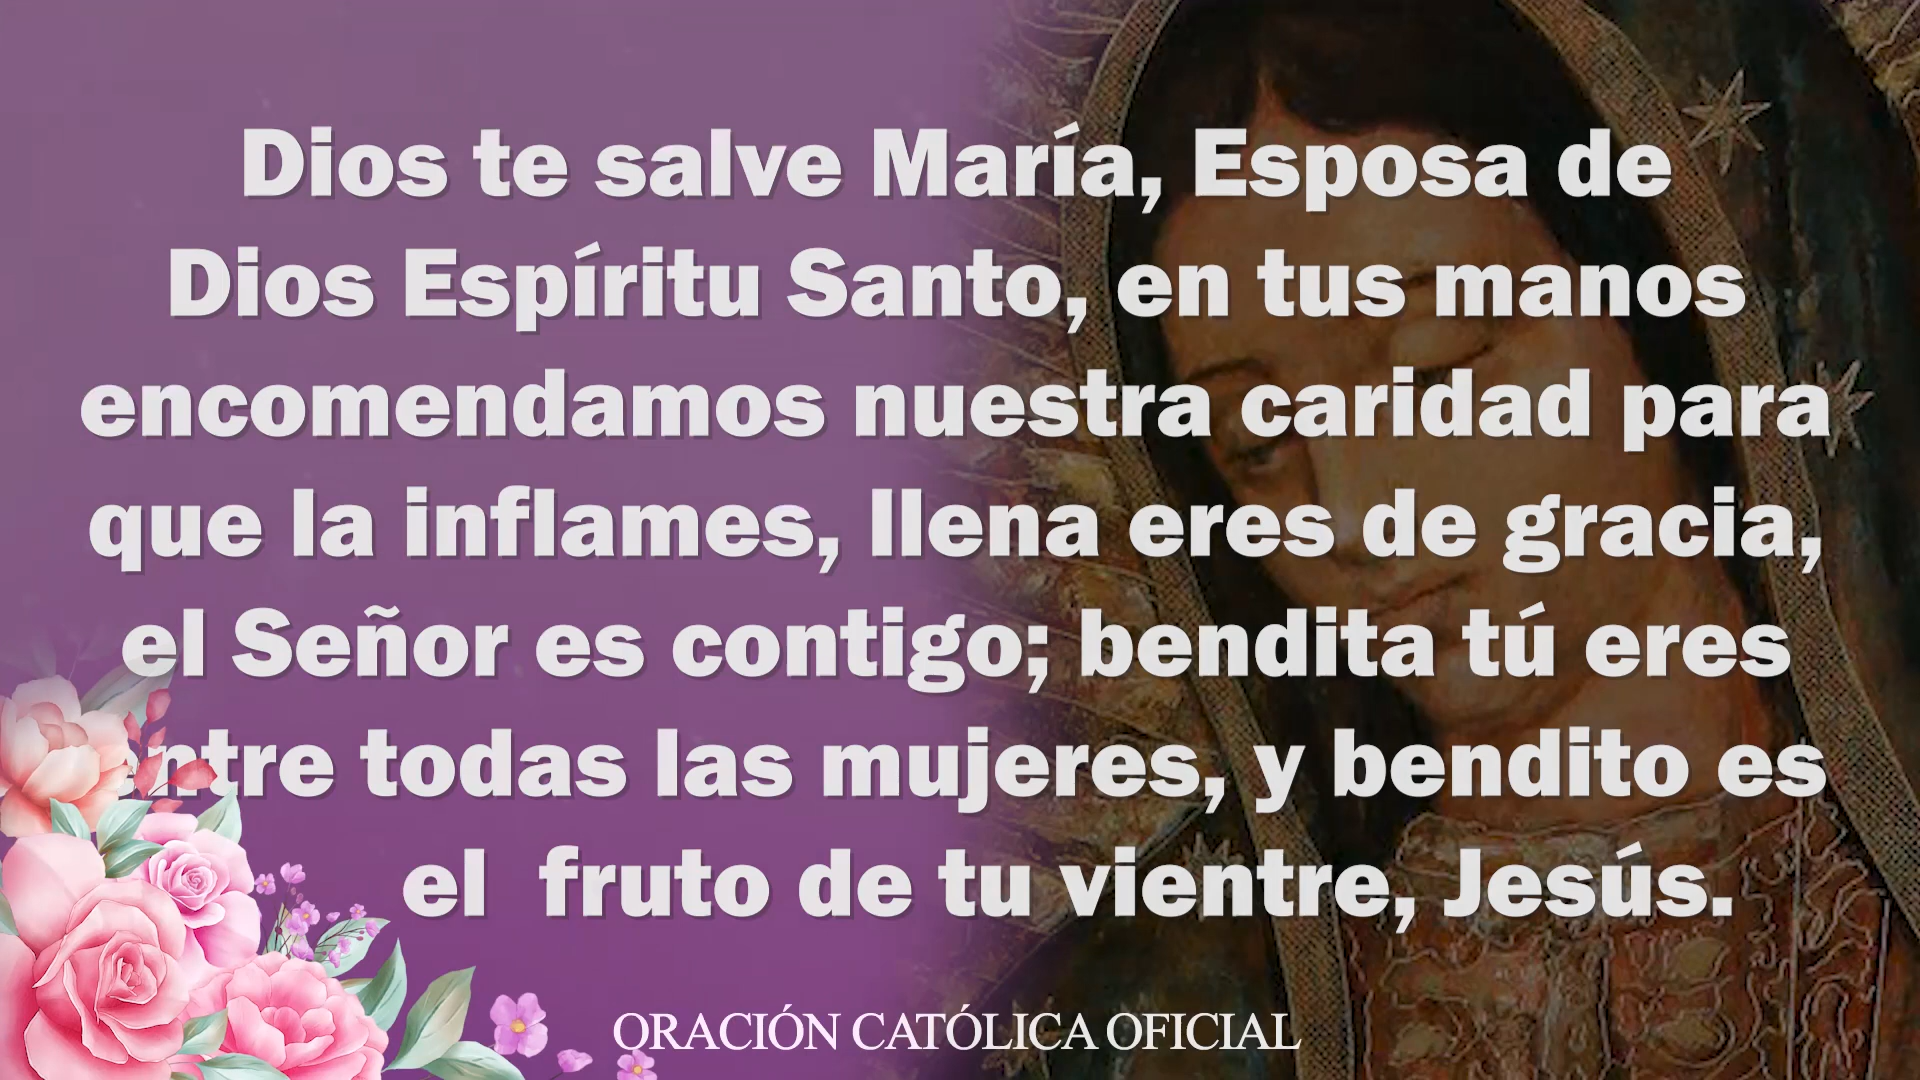 Dios te salve María, Esposa de
Dios Espíritu Santo, en tus manos
encomendamos nuestra caridad para
que la inflames, llena eres de gracia,
el Señor es contigo; bendita tú eres
entre todas las mujeres, y bendito es
el fruto de tu vientre, Jesús.
ORACIÓN CATÓLICA OFICIAL